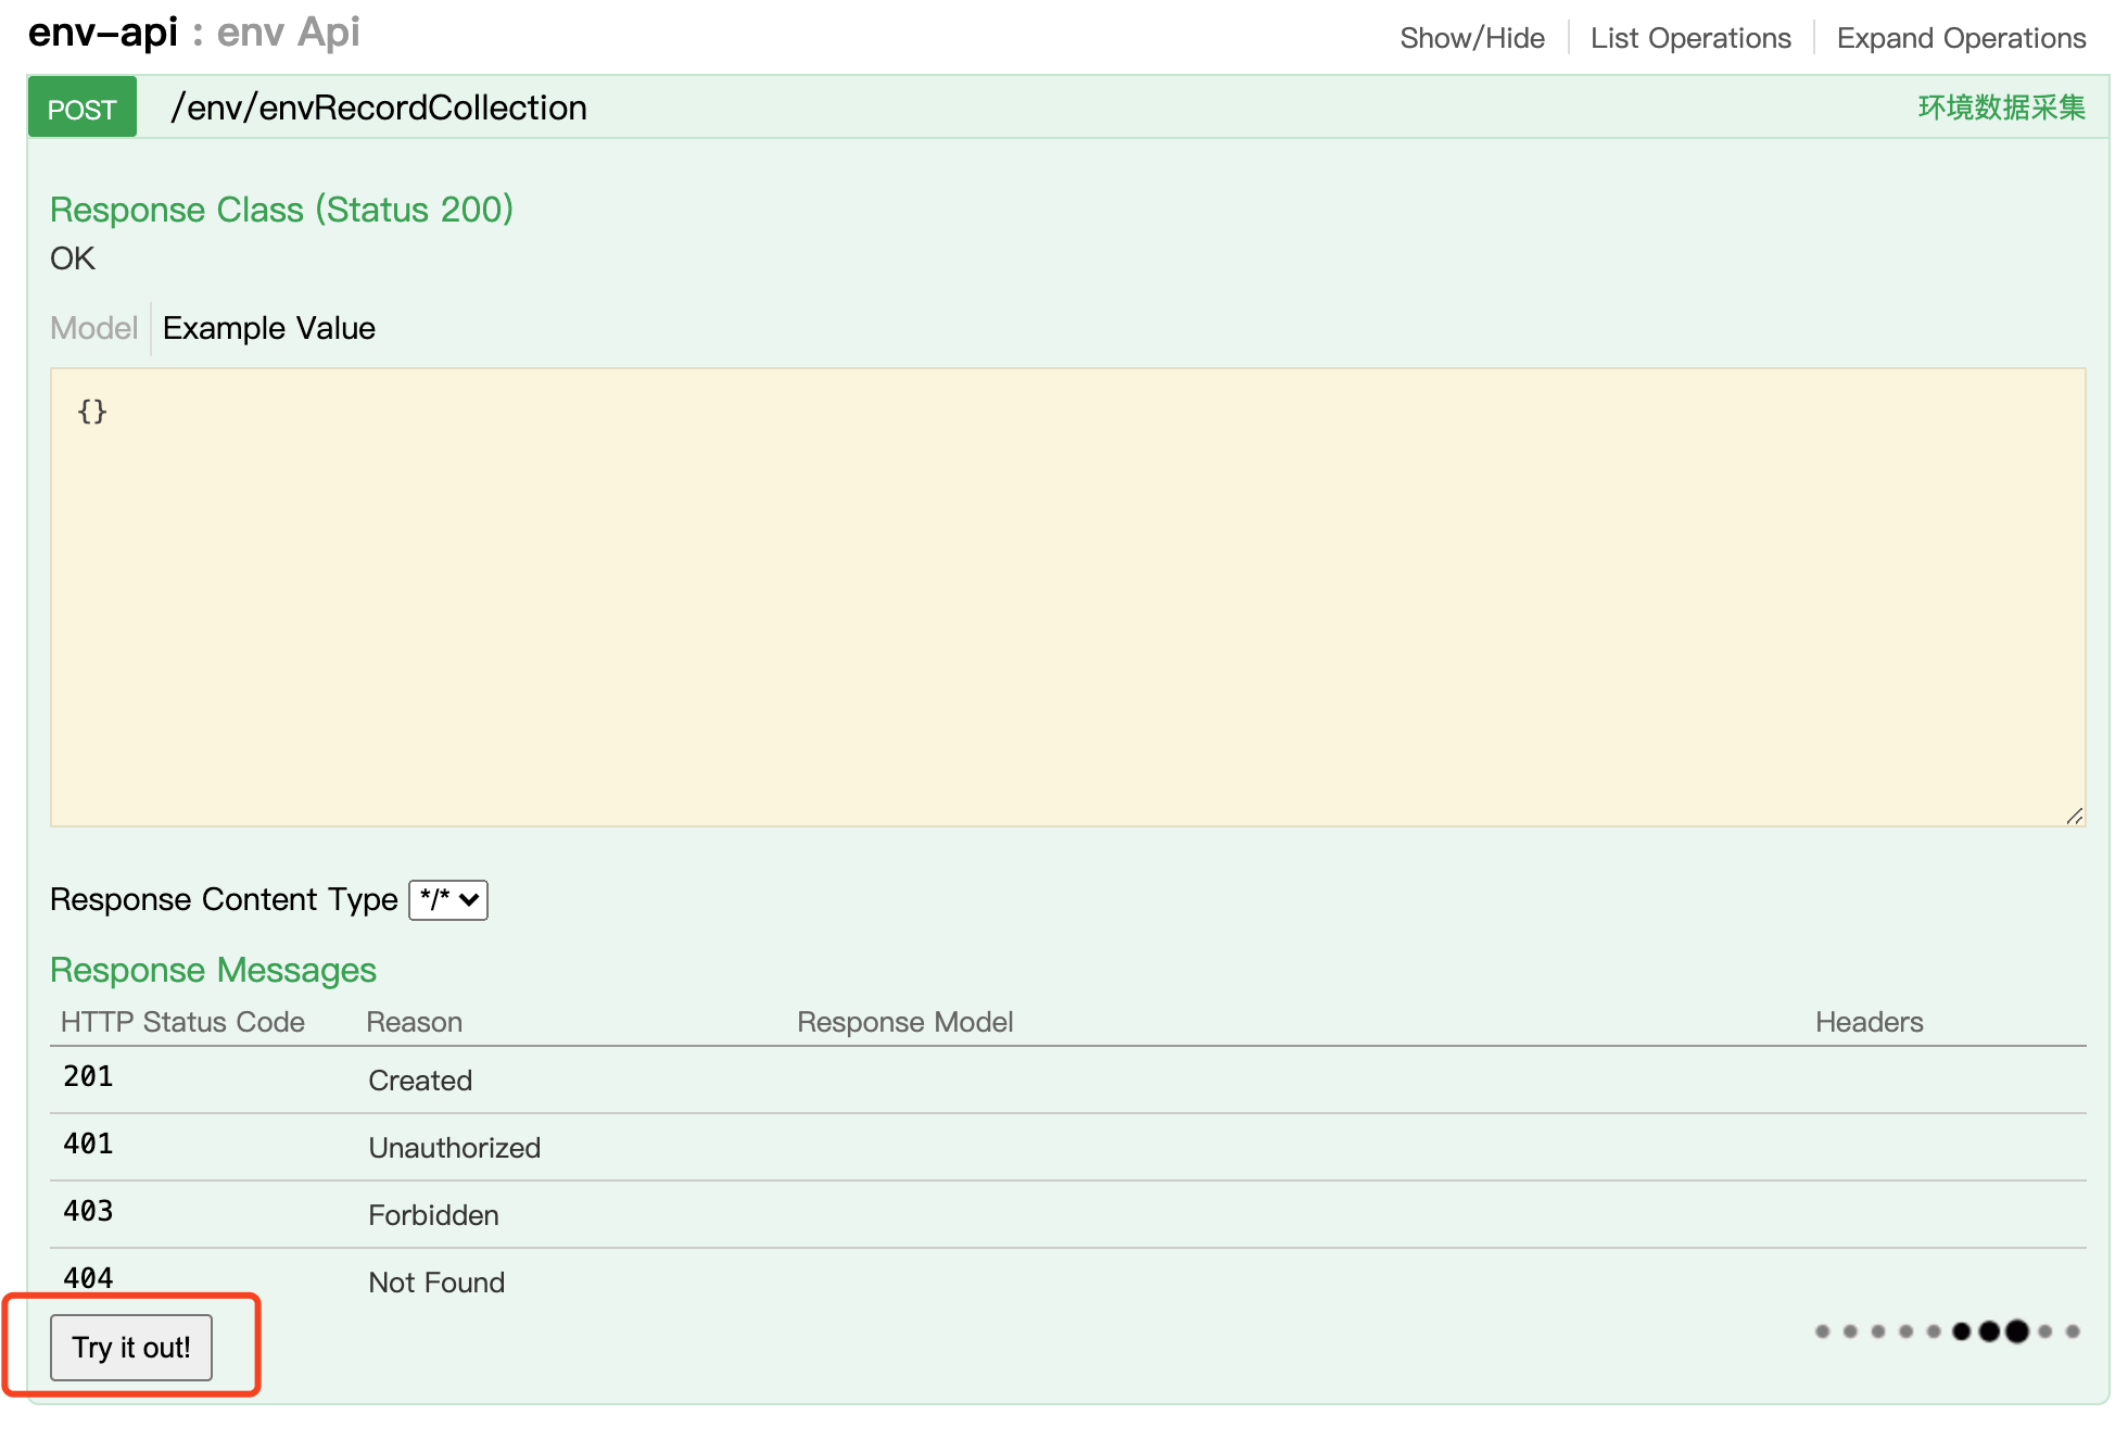 env-api : env Api
Show/Hide
List Operations
Expand Operations
POST /env/envRecordCollection
环境数据采集
Response Class (Status 200)
OK
Model
Example Value
{}
Response Content Type */*
Response Messages
HTTP Status Code Reason Response Model Headers
201 Created
401 Unauthorized
403 Forbidden
404 Not Found
Try it out!